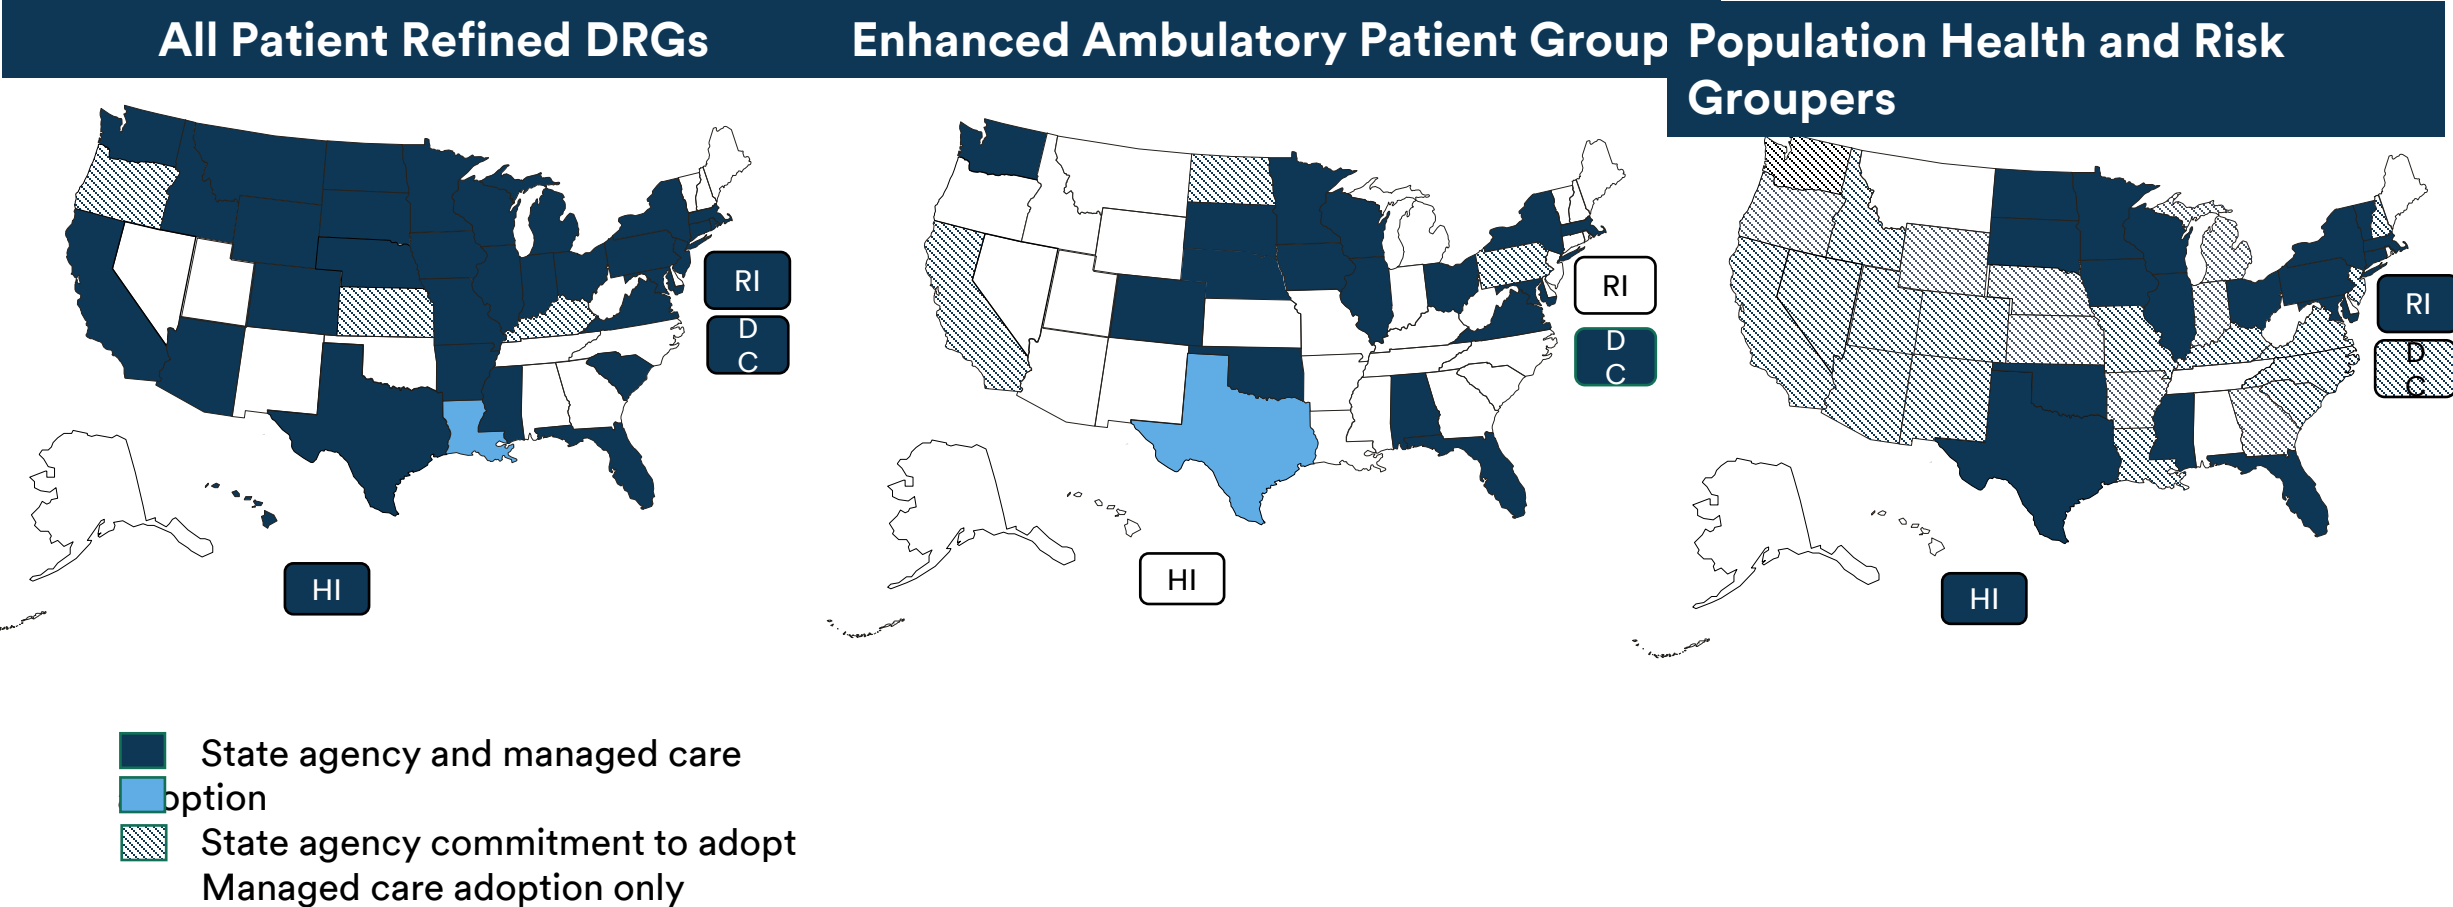 All Patient Refined DRGs
Enhanced Ambulatory Patient Group
Population Health and Risk
Groupers
RI
D
C
HI
RI
D
C
HI
RI
D
C
HI
State agency and managed care
option
State agency commitment to adopt
Managed care adoption only